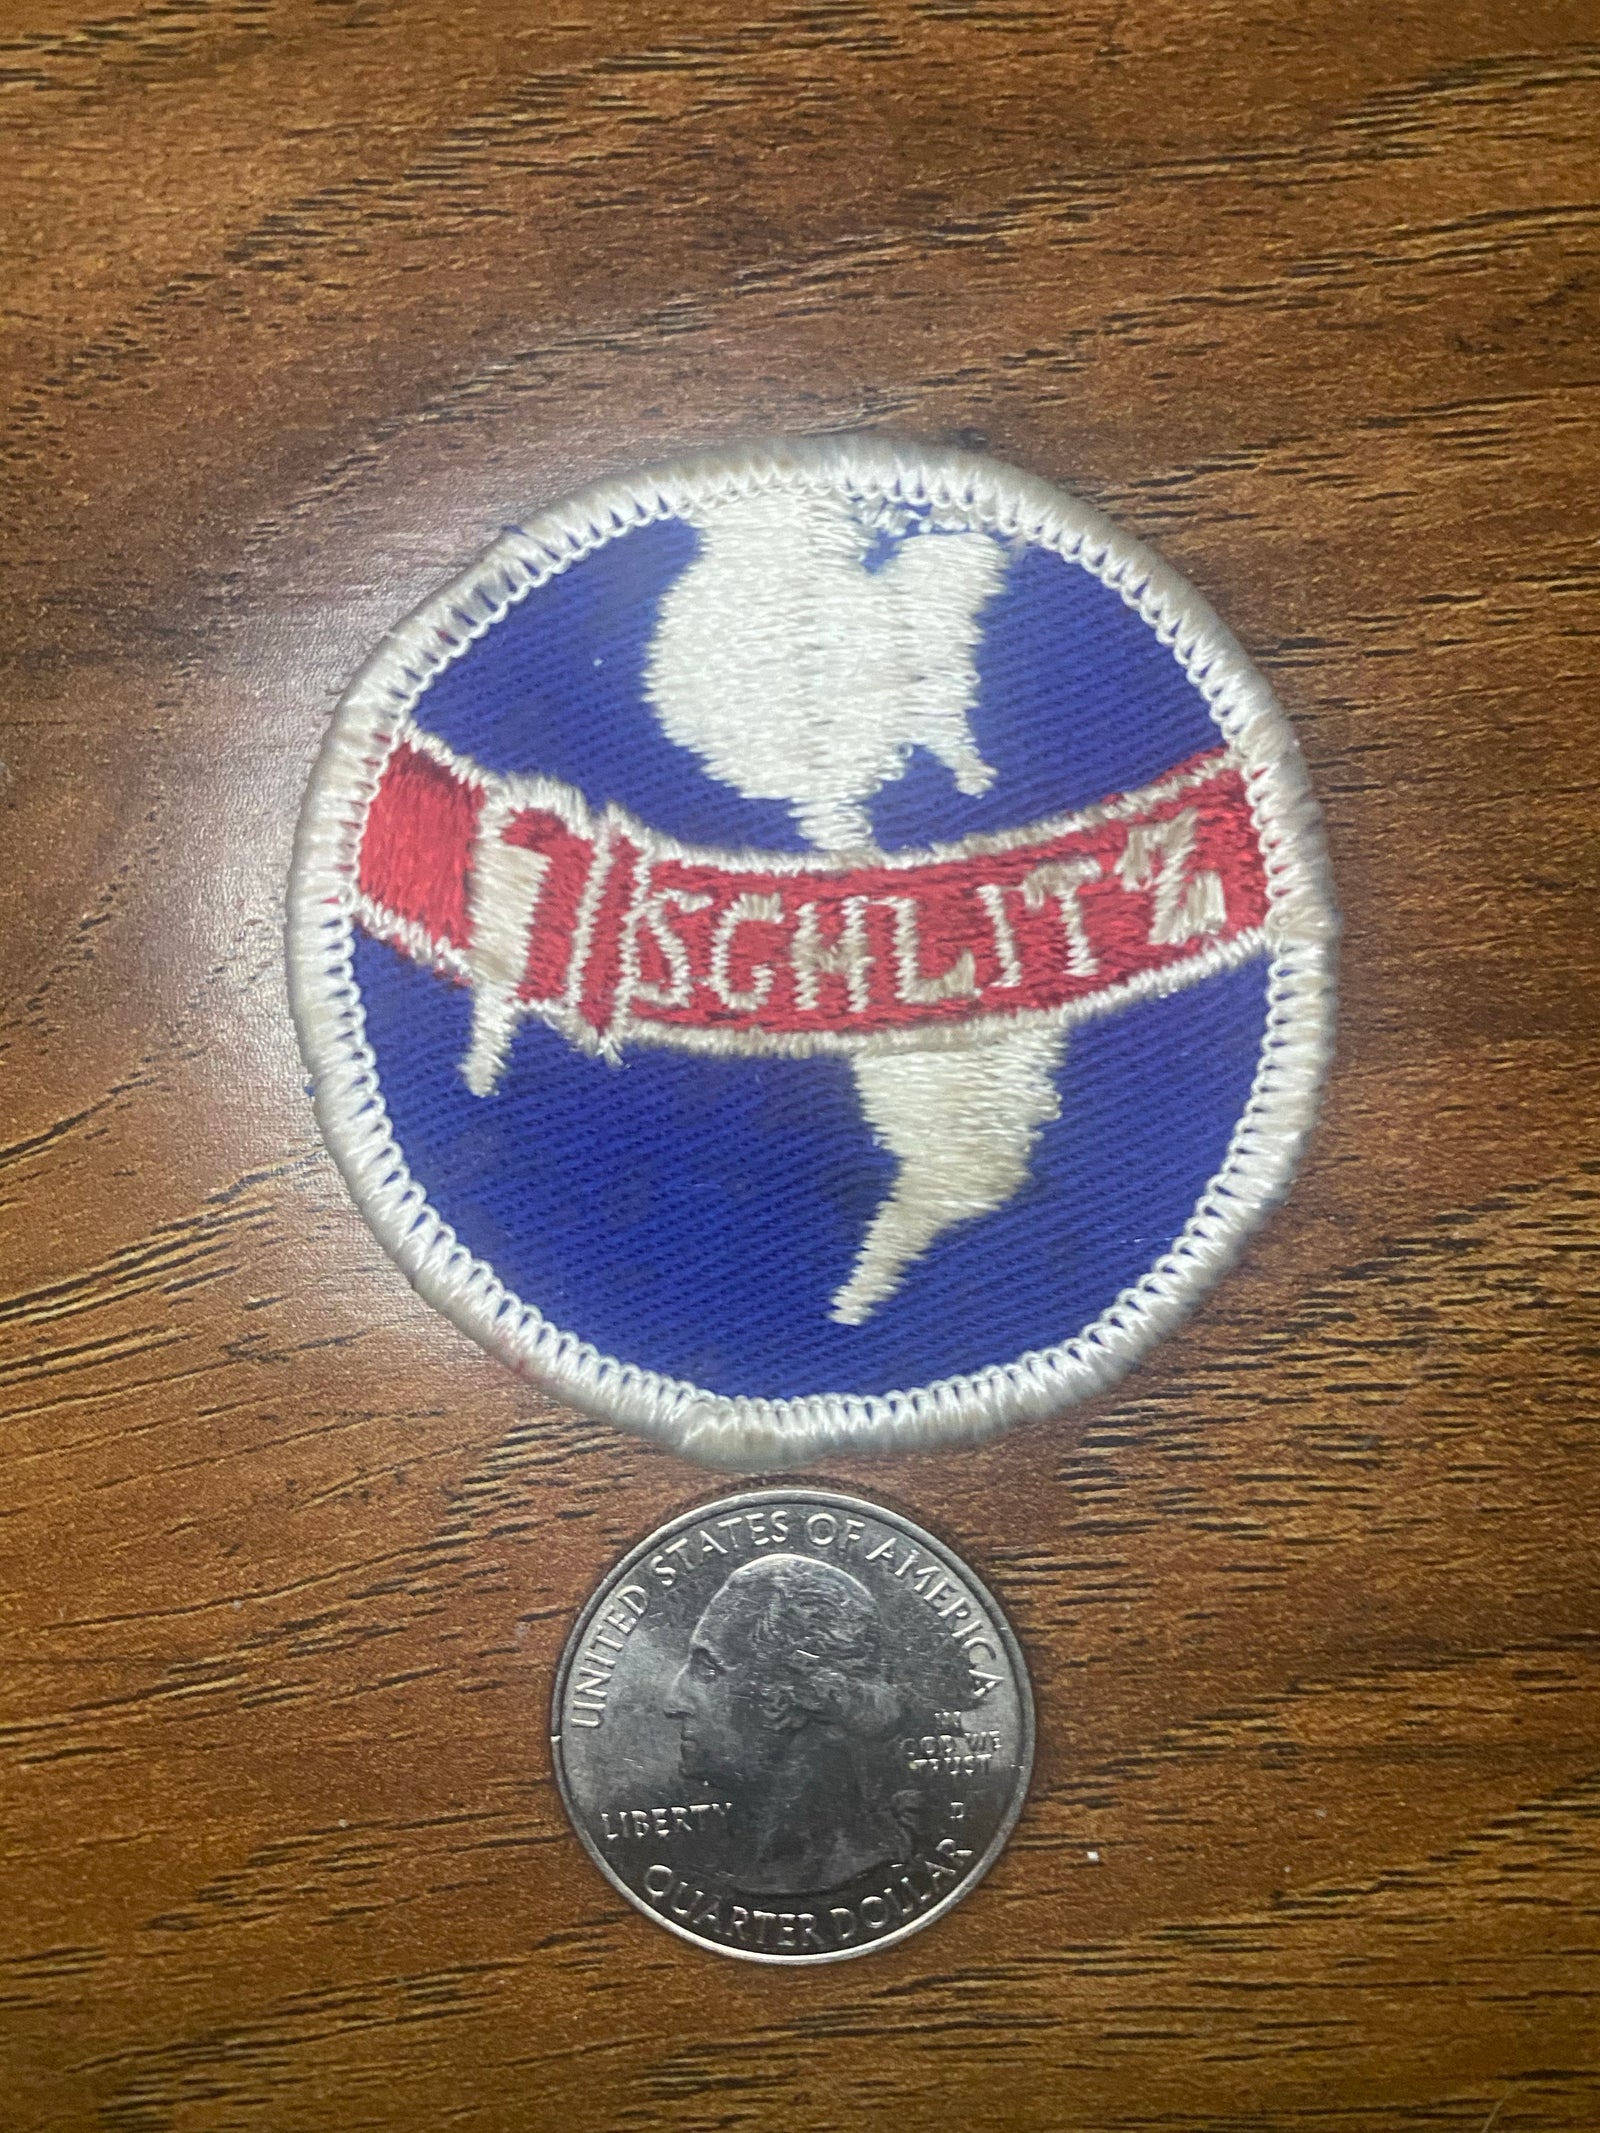 SCHLITZ
UNITED STATES OF AMERICA
IN
GOD WE
TRUST
LIBERTY
D
QUARTER DOLLAR